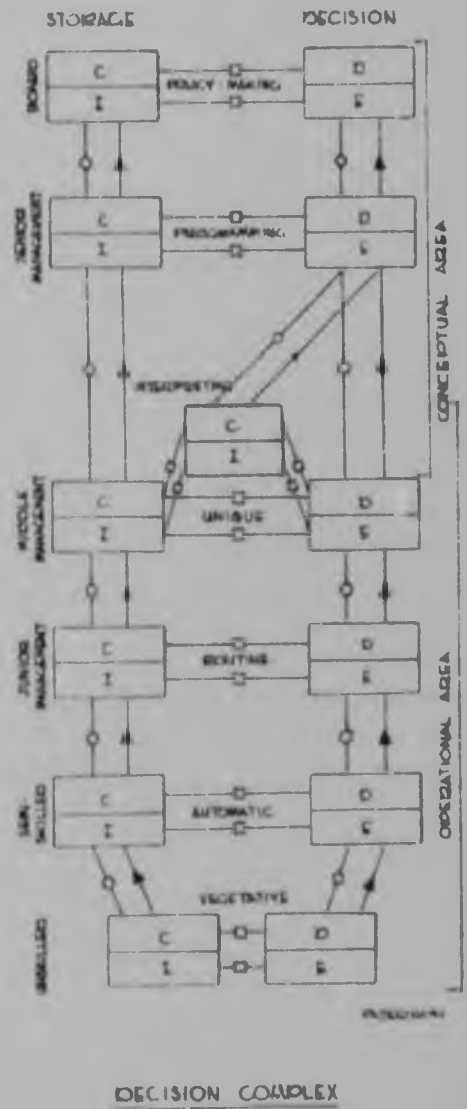 STORAGE DECISION
BOARD
C D
I E
POLICY MAKING
SENIOR MANAGEMENT
C D
I E
PROGRAMMING
INTERPRETING
C
I
MIDDLE MANAGEMENT
C D
I E
UNIQUE
JUNIOR MANAGEMENT
C D
I E
ROUTINE
SEMI-SKILLED
C D
I E
AUTOMATIC
VEGETATIVE
UNSKILLED
C D
I E
CONCEPTUAL AREA
OPERATIONAL AREA
DECISION COMPLEX